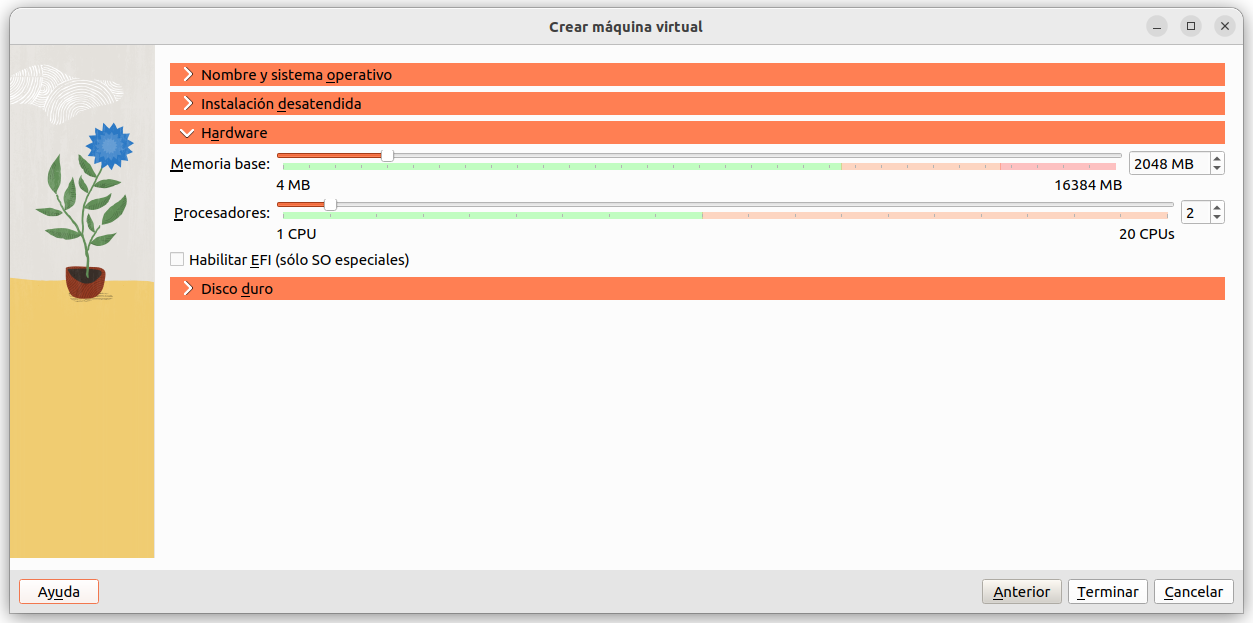 Crear máquina virtual
Nombre y sistema operativo
Instalación desatendida
Hardware
Memoria base:
2048 MB
4 MB
16384 MB
Procesadores:
2
1 CPU
20 CPUs
Habilitar EFI (sólo SO especiales)
Disco duro
Ayuda
Anterior
Terminar
Cancelar